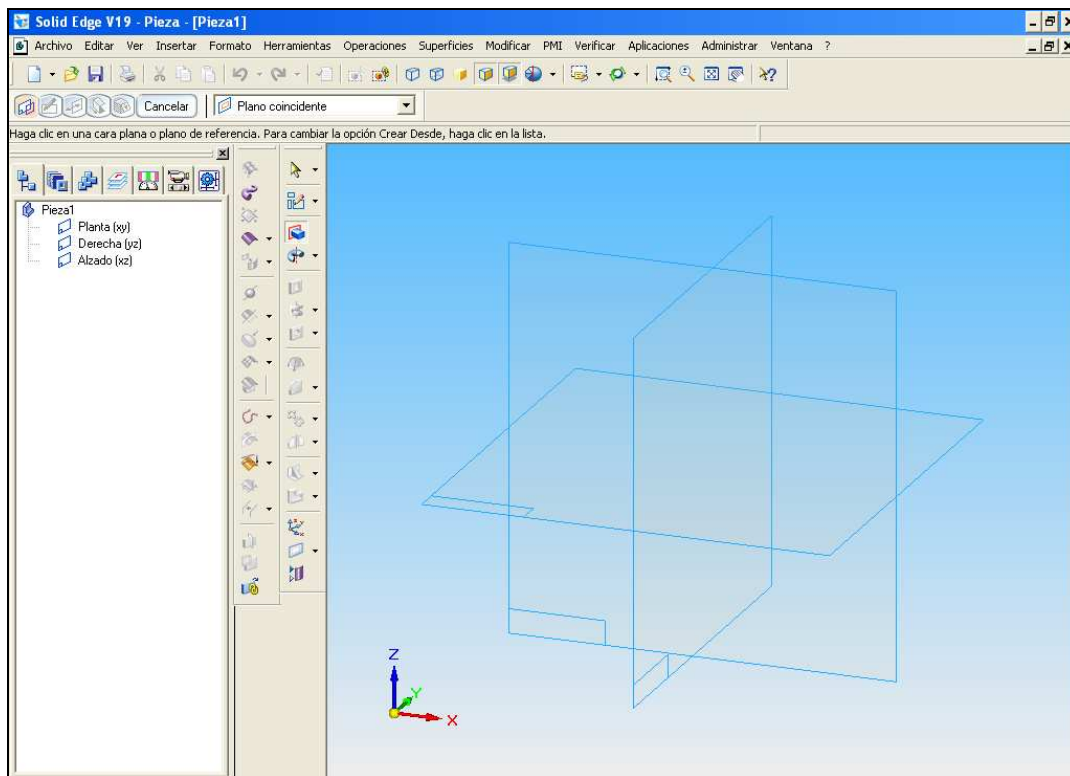 Solid Edge V19 - Pieza - [Pieza1]
Archivo Editar Ver Insertar Formato Herramientas Operaciones Superficies Modificar PMI Verificar Aplicaciones Administrar Ventana ?
Cancelar Plano coincidente
Haga clic en una cara plana o plano de referencia. Para cambiar la opción Crear Desde, haga clic en la lista.
Pieza1
Planta (xy)
Derecha (yz)
Alzado (xz)
Z
Y
X